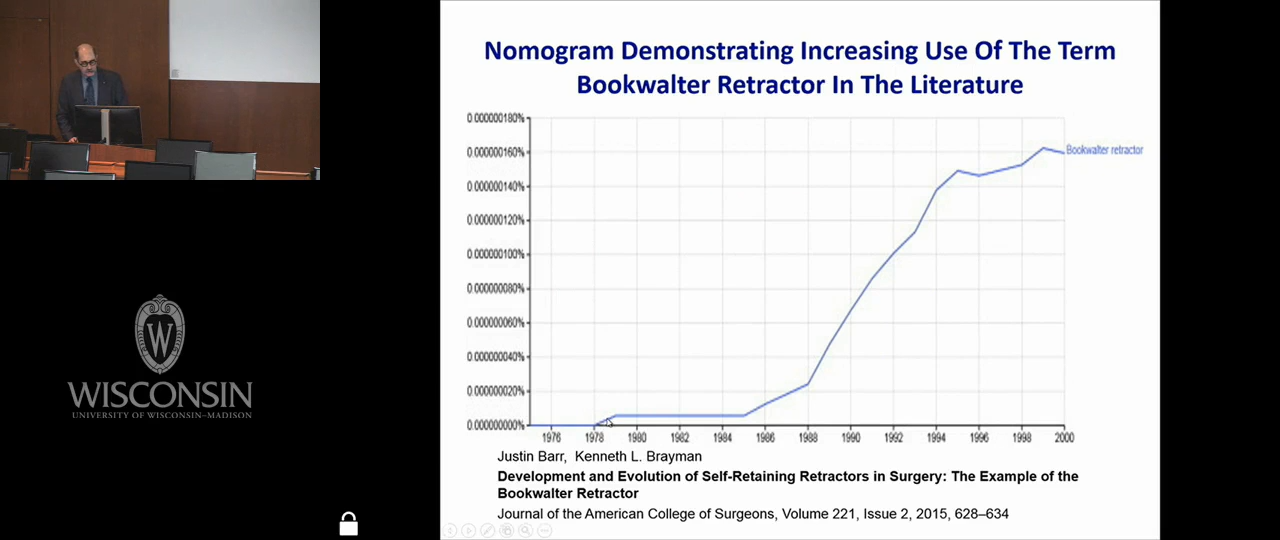 Nomogram Demonstrating Increasing Use Of The Term
Bookwalter Retractor In The Literature
0.000000180%
0.000000160%
0.000000140%
0.000000120%
0.000000100%
0.000000080%
0.000000060%
0.000000040%
0.000000020%
0.000000000%
Bookwalter retractor
1976 1978 1980 1982 1984 1986 1988 1990 1992 1994 1996 1998 2000
Justin Barr, Kenneth L. Brayman
Development and Evolution of Self-Retaining Retractors in Surgery: The Example of the
Bookwalter Retractor
Journal of the American College of Surgeons, Volume 221, Issue 2, 2015, 628–634
W
WISCONSIN
UNIVERSITY OF WISCONSIN–MADISON